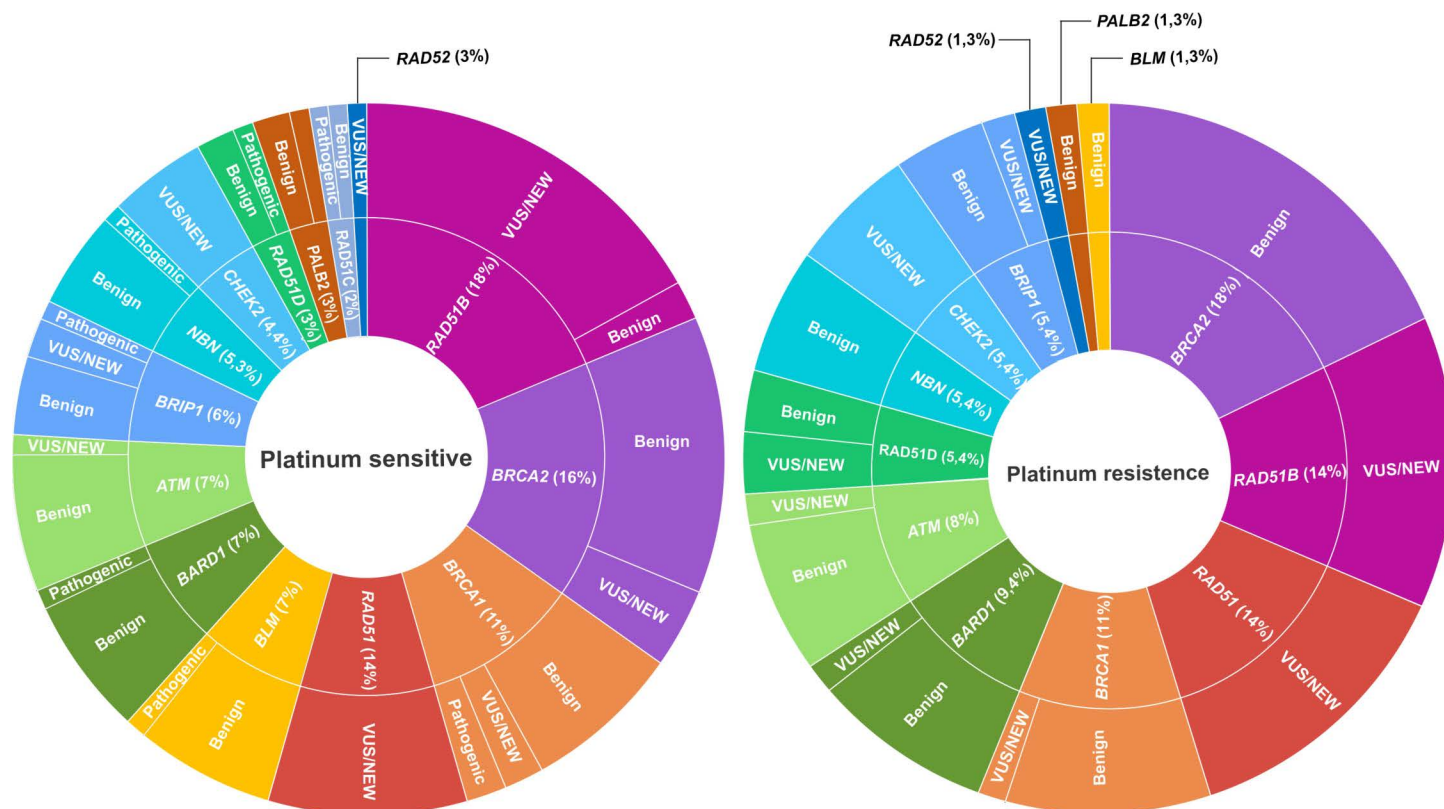 RAD52 (3%)
VUS/NEW
Benign
RAD51B (18%)
Benign
VUS/NEW
BRCA2 (16%)
Benign
VUS/NEW
Pathogenic
BRCA1 (11%)
VUS/NEW
RAD51 (14%)
Benign
Pathogenic
BLM (7%)
Benign
Pathogenic
BARD1 (7%)
Benign
VUS/NEW
ATM (7%)
Benign
VUS/NEW
Pathogenic
BRIP1 (6%)
Benign
Pathogenic
NBN (5,3%)
VUS/NEW
CHEK2 (4,4%)
Benign
Pathogenic
RAD51D (3%)
Benign
PALB2 (3%)
Pathogenic
Benign
RAD51C (2%)
VUS/NEW
Platinum sensitive
PALB2 (1,3%)
RAD52 (1,3%)
BLM (1,3%)
Benign
BRCA2 (18%)
VUS/NEW
RAD51B (14%)
VUS/NEW
RAD51 (14%)
Benign
VUS/NEW
BRCA1 (11%)
Benign
VUS/NEW
BARD1 (9,4%)
Benign
VUS/NEW
ATM (8%)
VUS/NEW
Benign
RAD51D (5,4%)
Benign
NBN (5,4%)
VUS/NEW
CHEK2 (5,4%)
Benign
VUS/NEW
BRIP1 (5,4%)
VUS/NEW
Benign
Benign
Platinum resistence